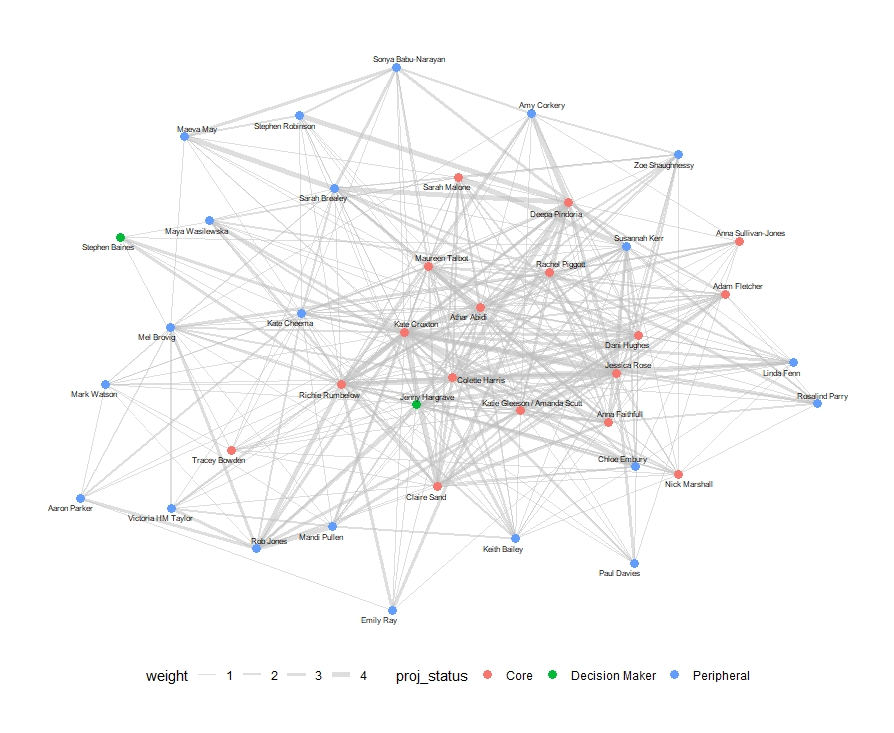 Sonya Babu-Narayan
Amy Corkery
Maeva May
Stephen Robinson
Zoe Shaughnessy
Sarah Malone
Sarah Brealey
Deepa Pindoria
Maya Wasilewska
Anna Sullivan-Jones
Susannah Kerr
Stephen Baines
Maureen Talbot
Rachel Piggott
Adam Fletcher
Athar Abidi
Kate Cheema
Kate Croxton
Mel Brovig
Dani Hughes
Jessica Rose
Linda Fenn
Colette Harris
Mark Watson
Richie Rumbelow
Jenny Hargrave
Rosalind Parry
Katie Gleeson / Amanda Scutt
Anna Faithfull
Tracey Bowden
Chloe Embury
Nick Marshall
Claire Sand
Aaron Parker
Victoria HM Taylor
Rob Jones
Mandi Pullen
Keith Bailey
Paul Davies
Emily Ray
weight 1 2 3 4 proj_status Core Decision Maker Peripheral